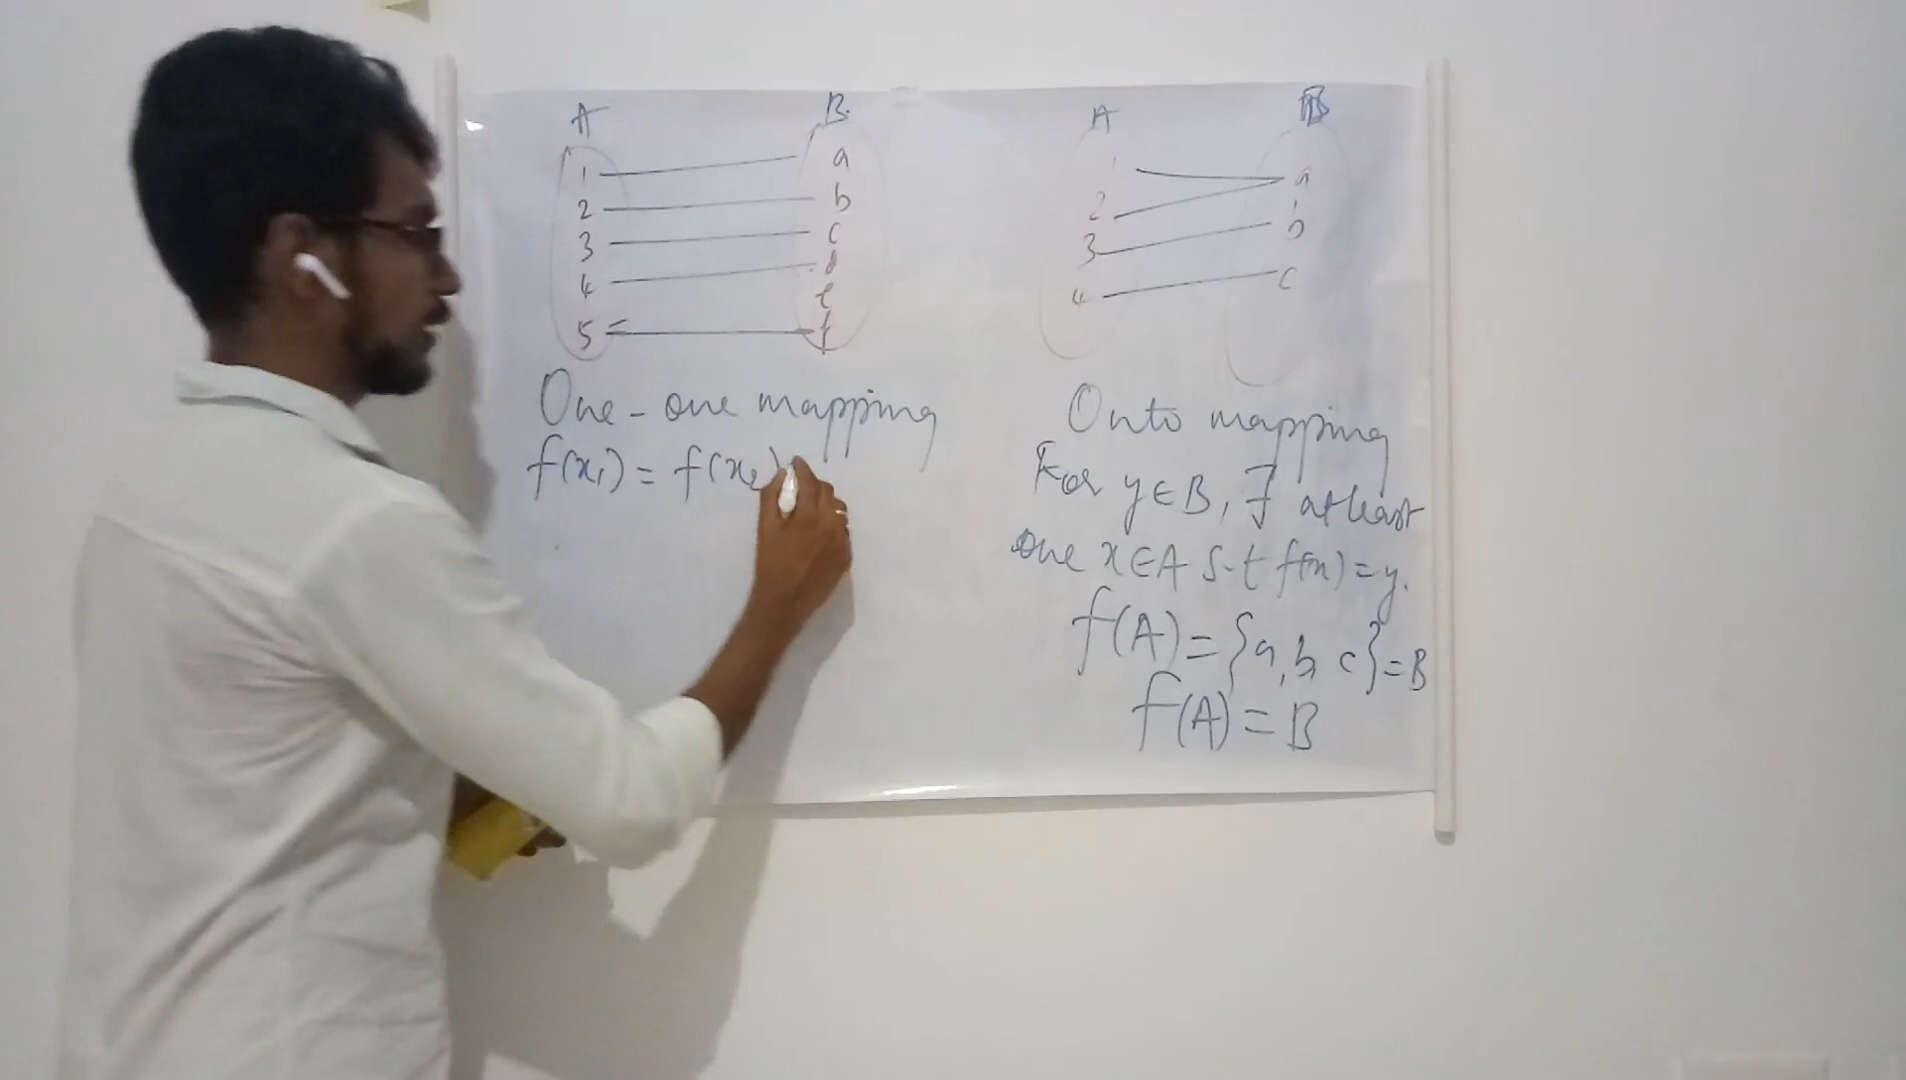 A B.
1 a
2 b
3 c
4 d
5 e
f
One - one mapping
f(x₁) = f(x₂)
A B
1 a
2 b
3 c
4
Onto mapping
For y ∈ B, ∃ atleast
one x ∈ A S.t f(x) = y.
f(A) = {a, b, c} = B
f(A) = B